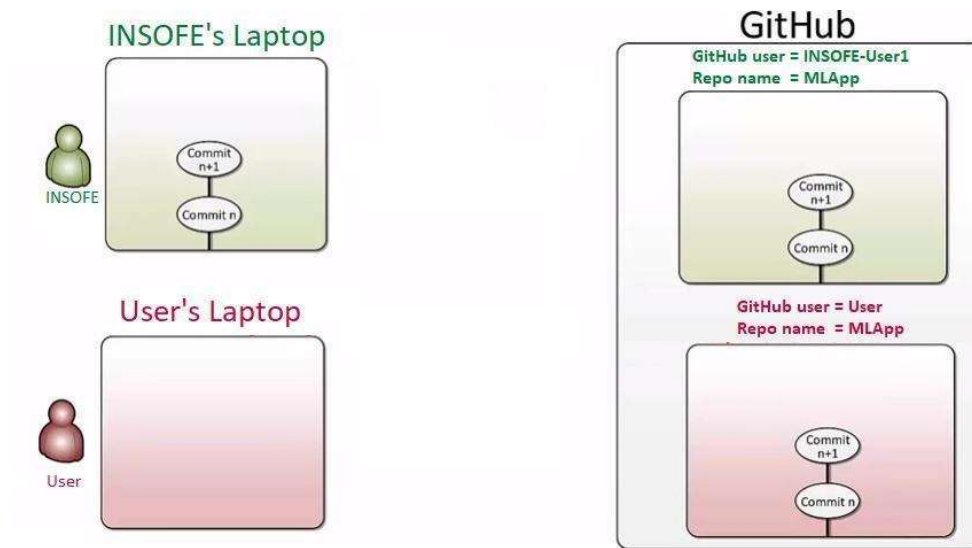 INSOFE's Laptop
Commit
n+1
Commit n
INSOFE
User's Laptop
User
GitHub
GitHub user = INSOFE-User1
Repo name = MLApp
Commit
n+1
Commit n
GitHub user = User
Repo name = MLApp
Commit
n+1
Commit n